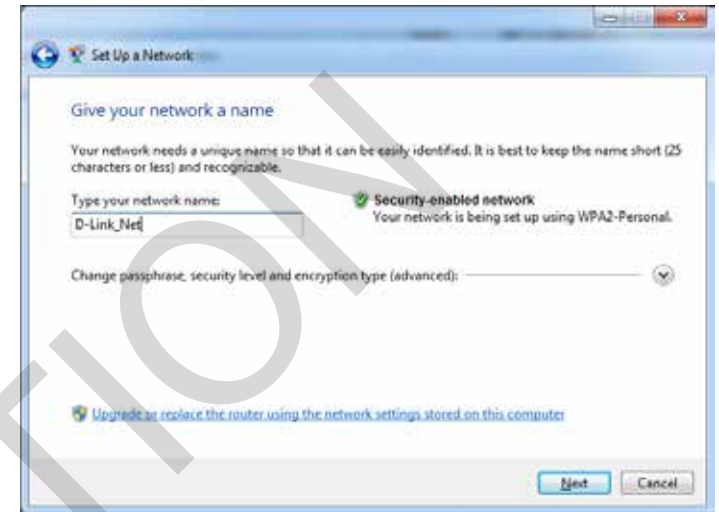 Set Up a Network
Give your network a name
Your network needs a unique name so that it can be easily identified. It is best to keep the name short (25
characters or less) and recognizable.
Type your network name:
Security-enabled network
D-Link_Net
Your network is being set up using WPA2-Personal.
Change passphrase, security level and encryption type (advanced):
Upgrade or replace the router using the network settings stored on this computer
Next
Cancel
TION